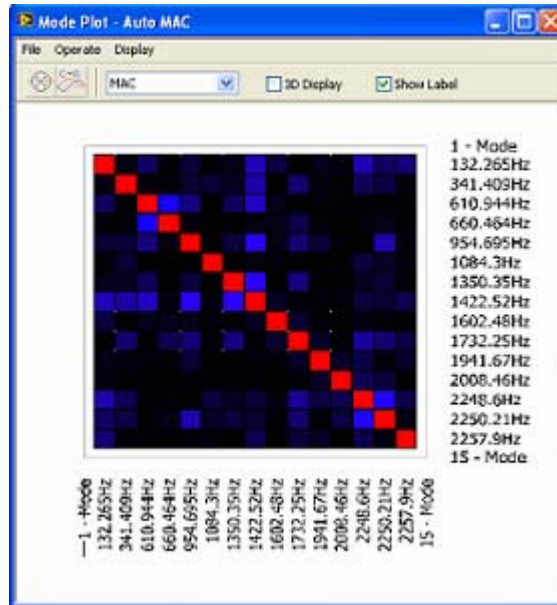 Mode Plot - Auto MAC
File Operate Display
MAC 3D Display Show Label
1 - Mode
132.265Hz
341.409Hz
610.944Hz
660.464Hz
954.695Hz
1084.3Hz
1350.35Hz
1422.52Hz
1602.48Hz
1732.25Hz
1941.67Hz
2008.46Hz
2248.6Hz
2250.21Hz
2257.9Hz
15 - Mode
1 - Mode
132.265Hz
341.409Hz
610.944Hz
660.464Hz
954.695Hz
1084.3Hz
1350.35Hz
1422.52Hz
1602.48Hz
1732.25Hz
1941.67Hz
2008.46Hz
2248.6Hz
2250.21Hz
2257.9Hz
15 - Mode